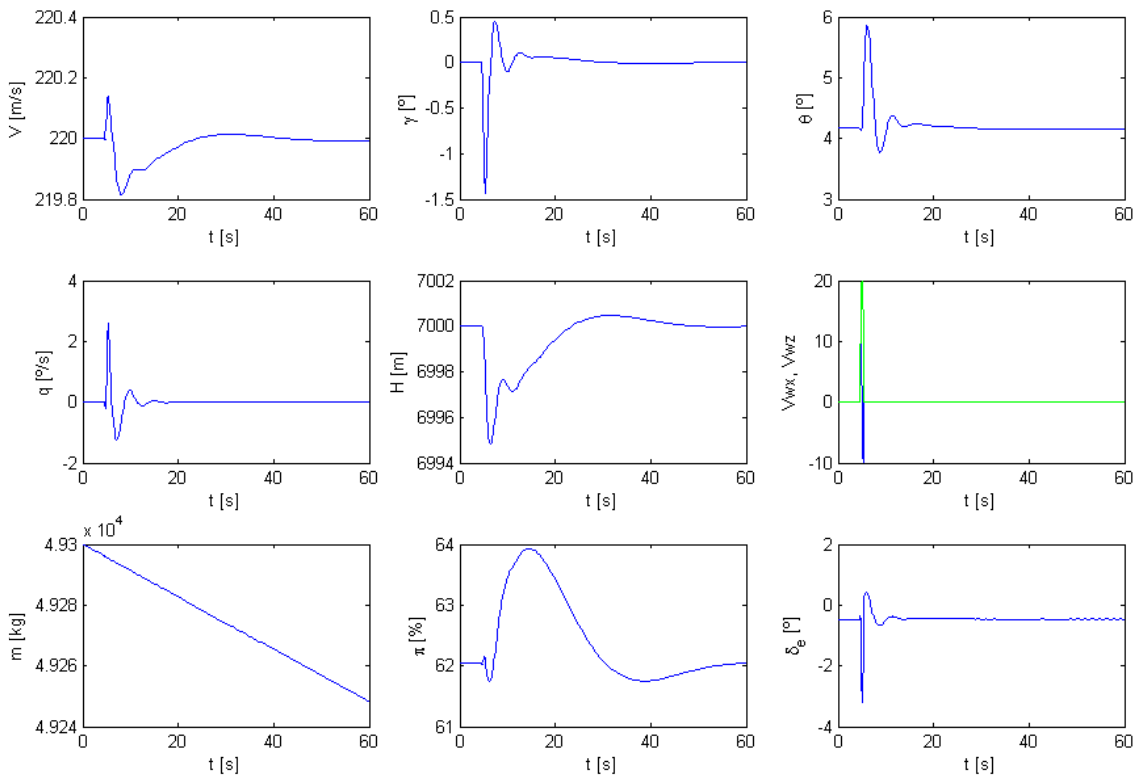 220.4
220.2
220
219.8
V [m/s]
0 20 40 60
t [s]
0.5
0
-0.5
-1
-1.5
γ [º]
0 20 40 60
t [s]
6
5
4
3
θ [º]
0 20 40 60
t [s]
4
2
0
-2
q [º/s]
0 20 40 60
t [s]
7002
7000
6998
6996
6994
H [m]
0 20 40 60
t [s]
20
10
0
-10
Vwx, Vwz
0 20 40 60
t [s]
x 10⁴
4.93
4.928
4.926
4.924
m [kg]
0 20 40 60
t [s]
64
63
62
61
π [%]
0 20 40 60
t [s]
2
0
-2
-4
δe [º]
0 20 40 60
t [s]